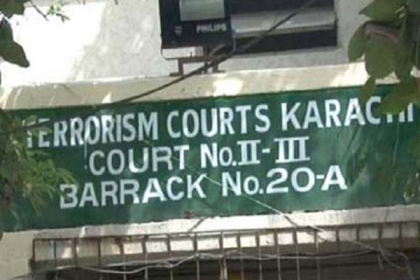 PHILIPS
TERRORISM COURTS KARACHI
COURT No.II-III
BARRACK No.20-A